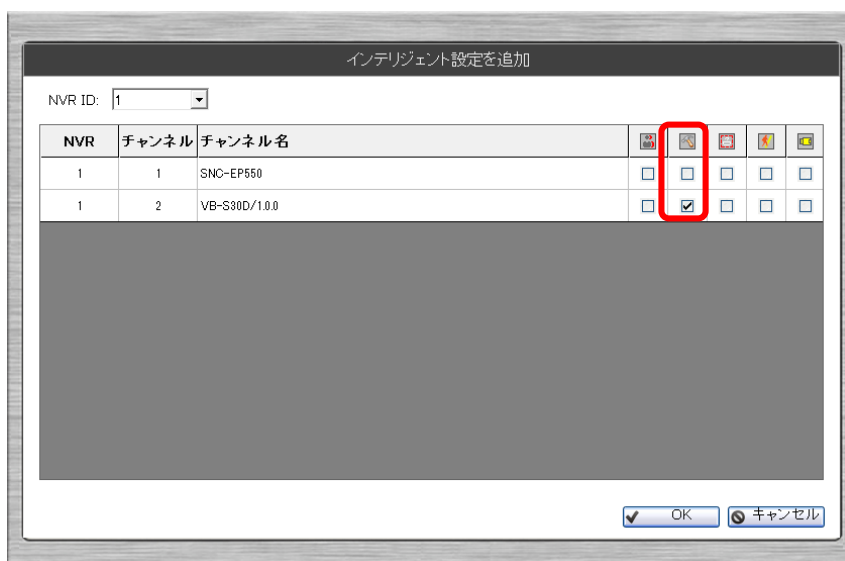 インテリジェント設定を追加
NVR ID: 1
NVR チャンネル チャンネル名
1 1 SNC-EP550
1 2 VB-S30D/1.0.0
OK キャンセル